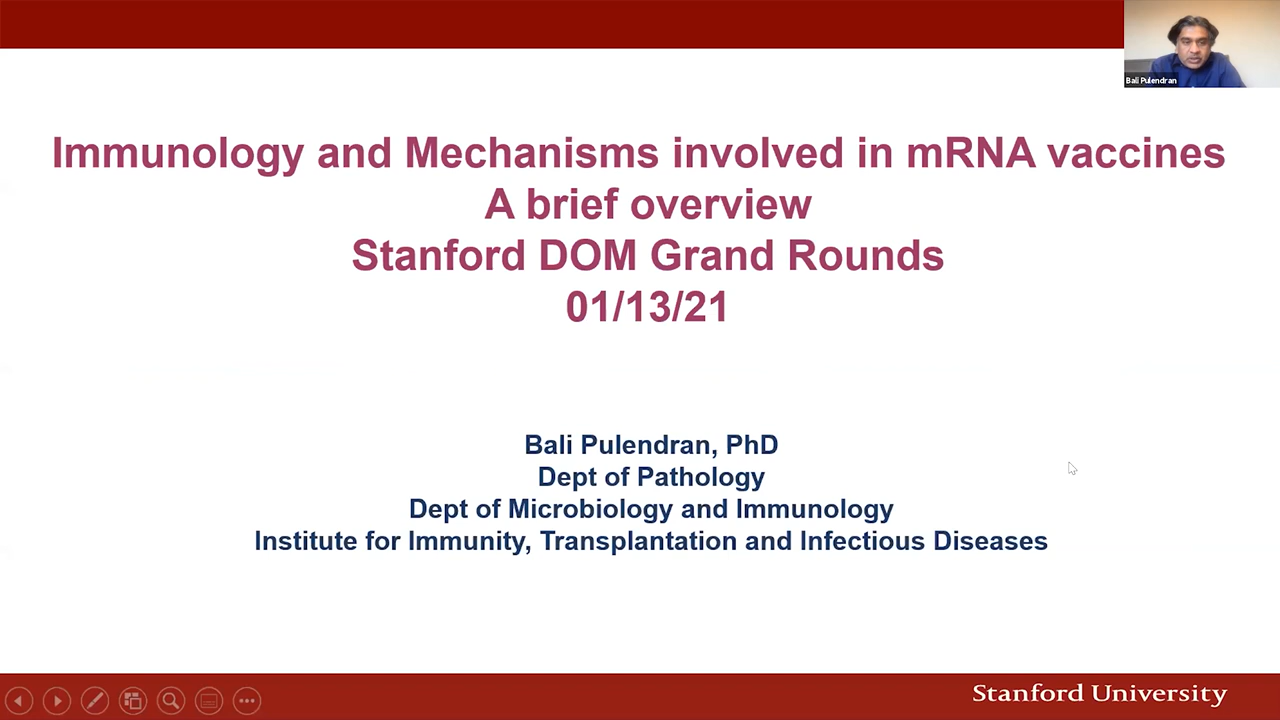 Bali Pulendran
Immunology and Mechanisms involved in mRNA vaccines
A brief overview
Stanford DOM Grand Rounds
01/13/21
Bali Pulendran, PhD
Dept of Pathology
Dept of Microbiology and Immunology
Institute for Immunity, Transplantation and Infectious Diseases
Stanford University